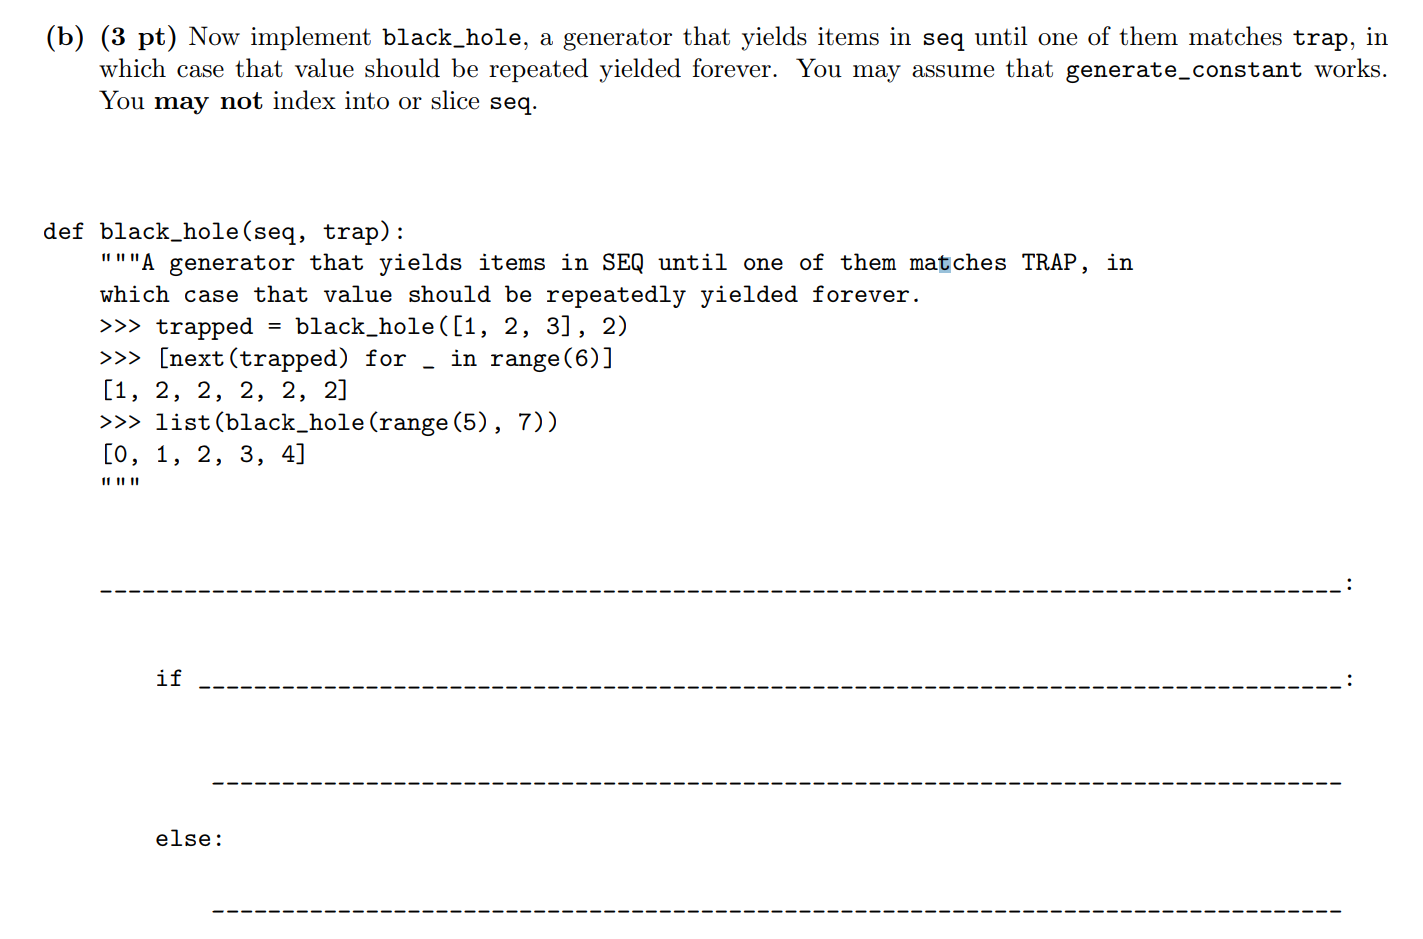 (b) (3 pt) Now implement black_hole, a generator that yields items in seq until one of them matches trap, in
which case that value should be repeated yielded forever. You may assume that generate_constant works.
You may not index into or slice seq.
def black_hole(seq, trap):
"""A generator that yields items in SEQ until one of them matches TRAP, in
which case that value should be repeatedly yielded forever.
>>> trapped = black_hole([1, 2, 3], 2)
>>> [next(trapped) for _ in range(6)]
[1, 2, 2, 2, 2, 2]
>>> list(black_hole(range(5), 7))
[0, 1, 2, 3, 4]
"""
________________________________________________________________________________________:
if _________________________________________________________________________________:
________________________________________________________________________________
else:
________________________________________________________________________________